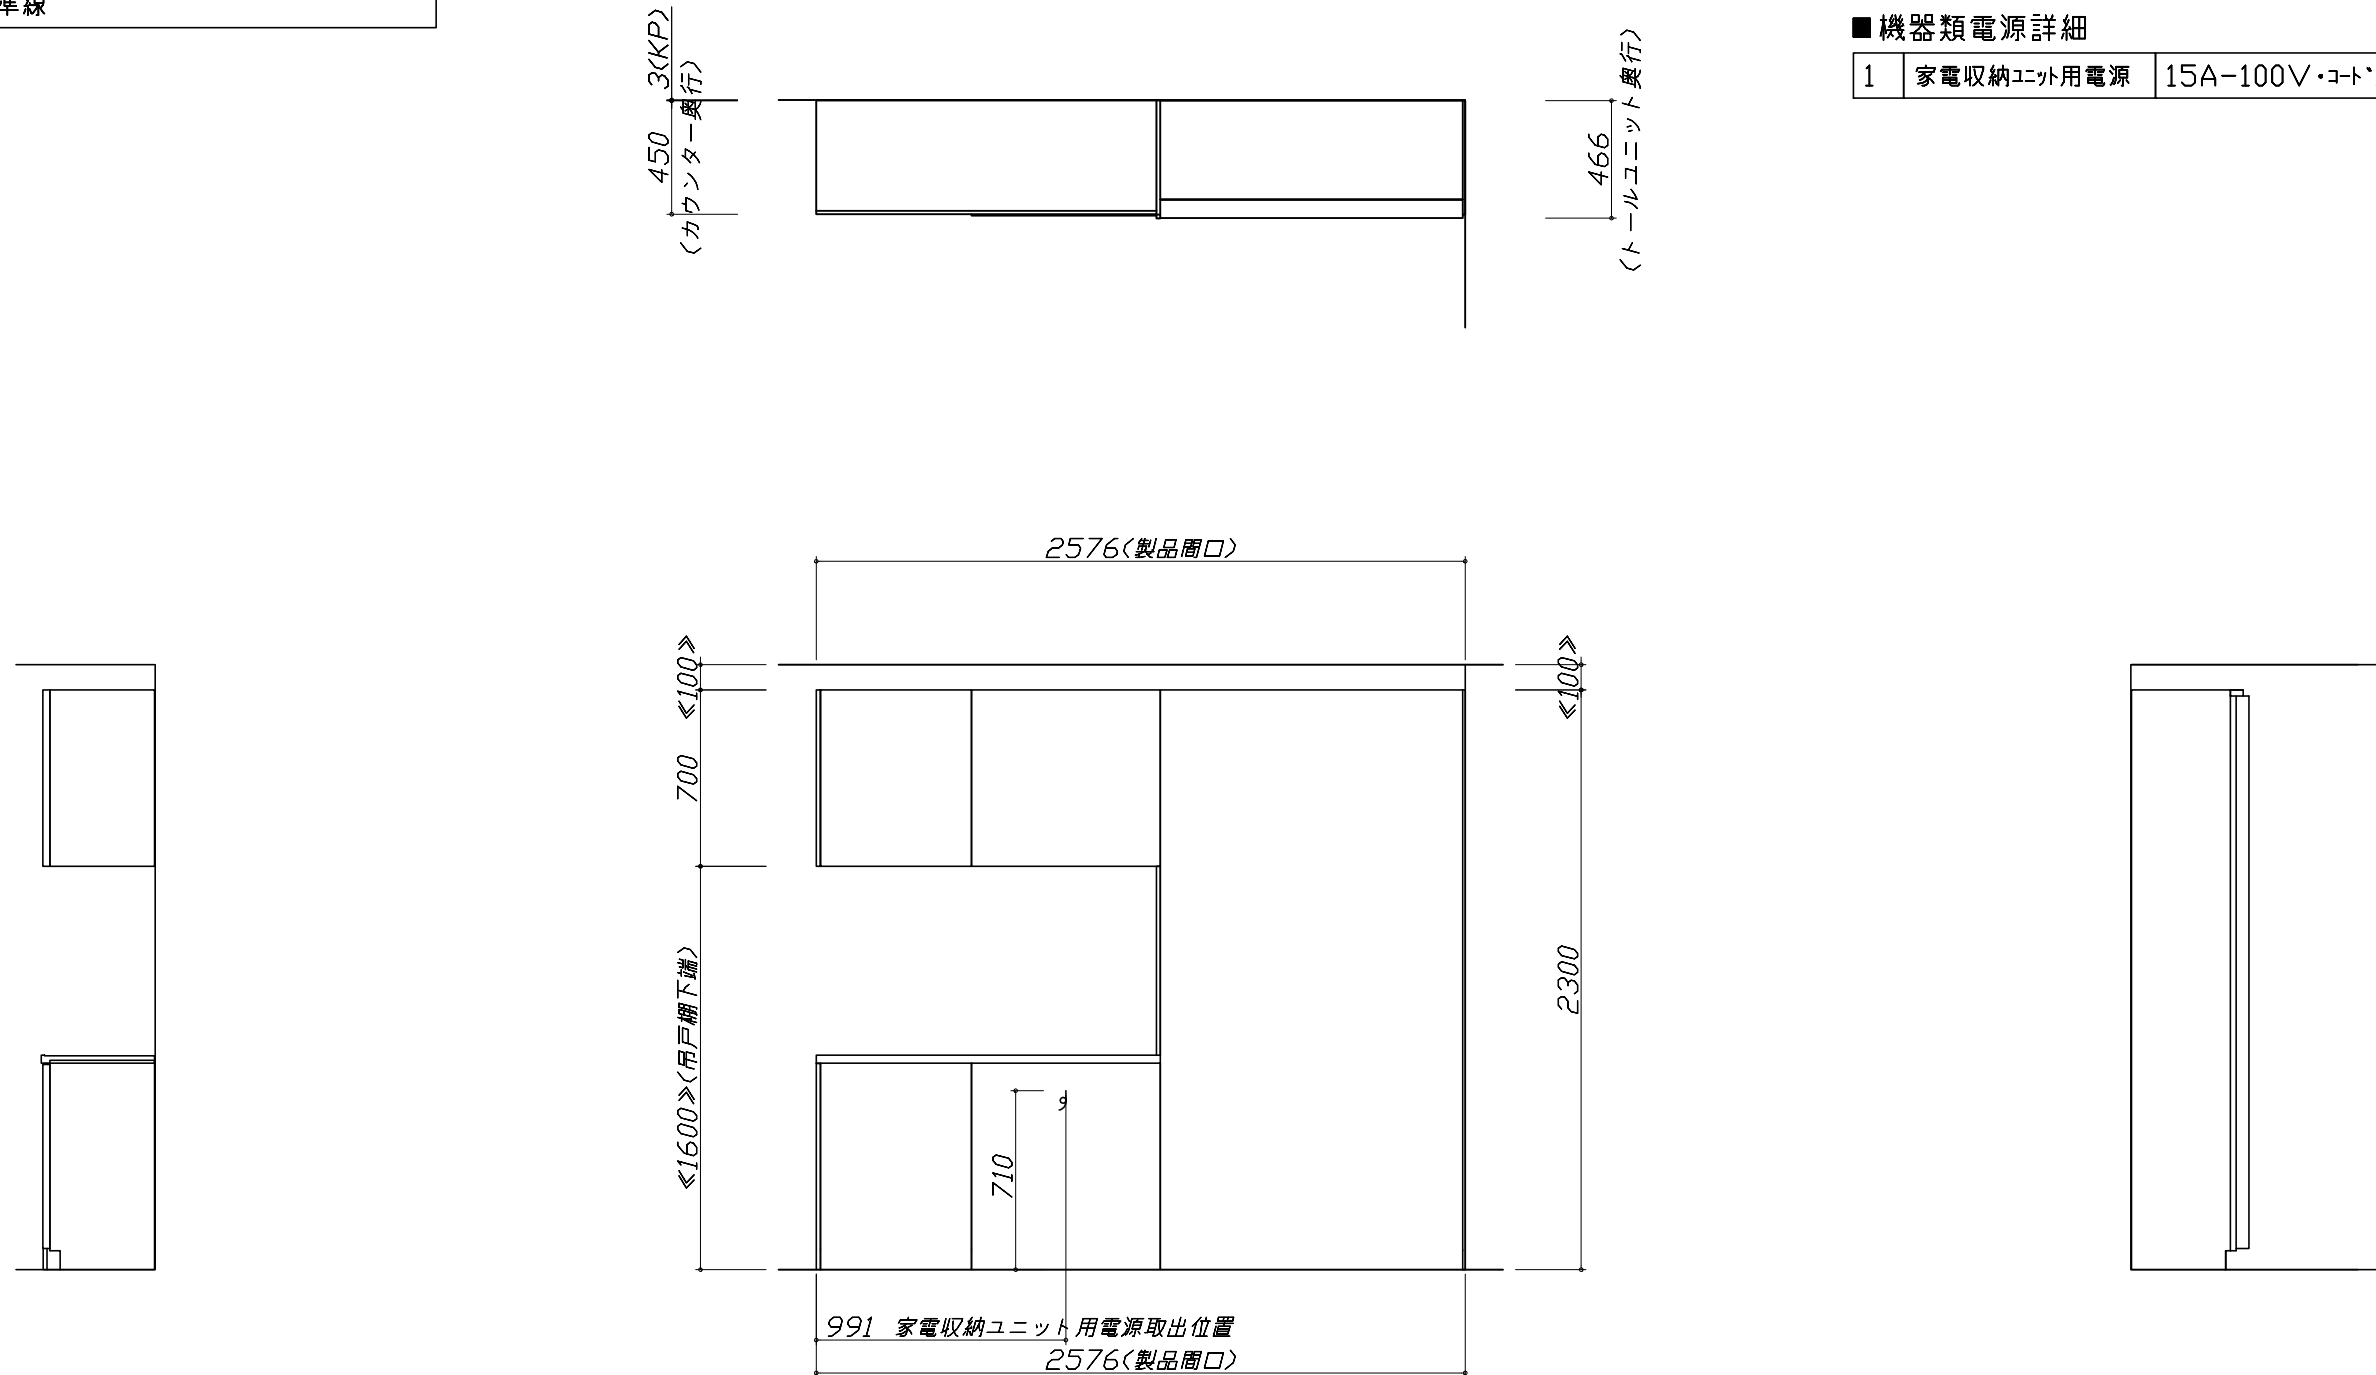 準線
■機器類電源詳細
1 家電収納ユニット用電源 15A-100V・コード
3(KP)
450
(カウンター奥行)
466
(トールユニット奥行)
2576(製品間口)
≪100≫
700
≪1600≫(吊戸棚下端)
≪100≫
2300
710
991 家電収納ユニット用電源取出位置
2576(製品間口)